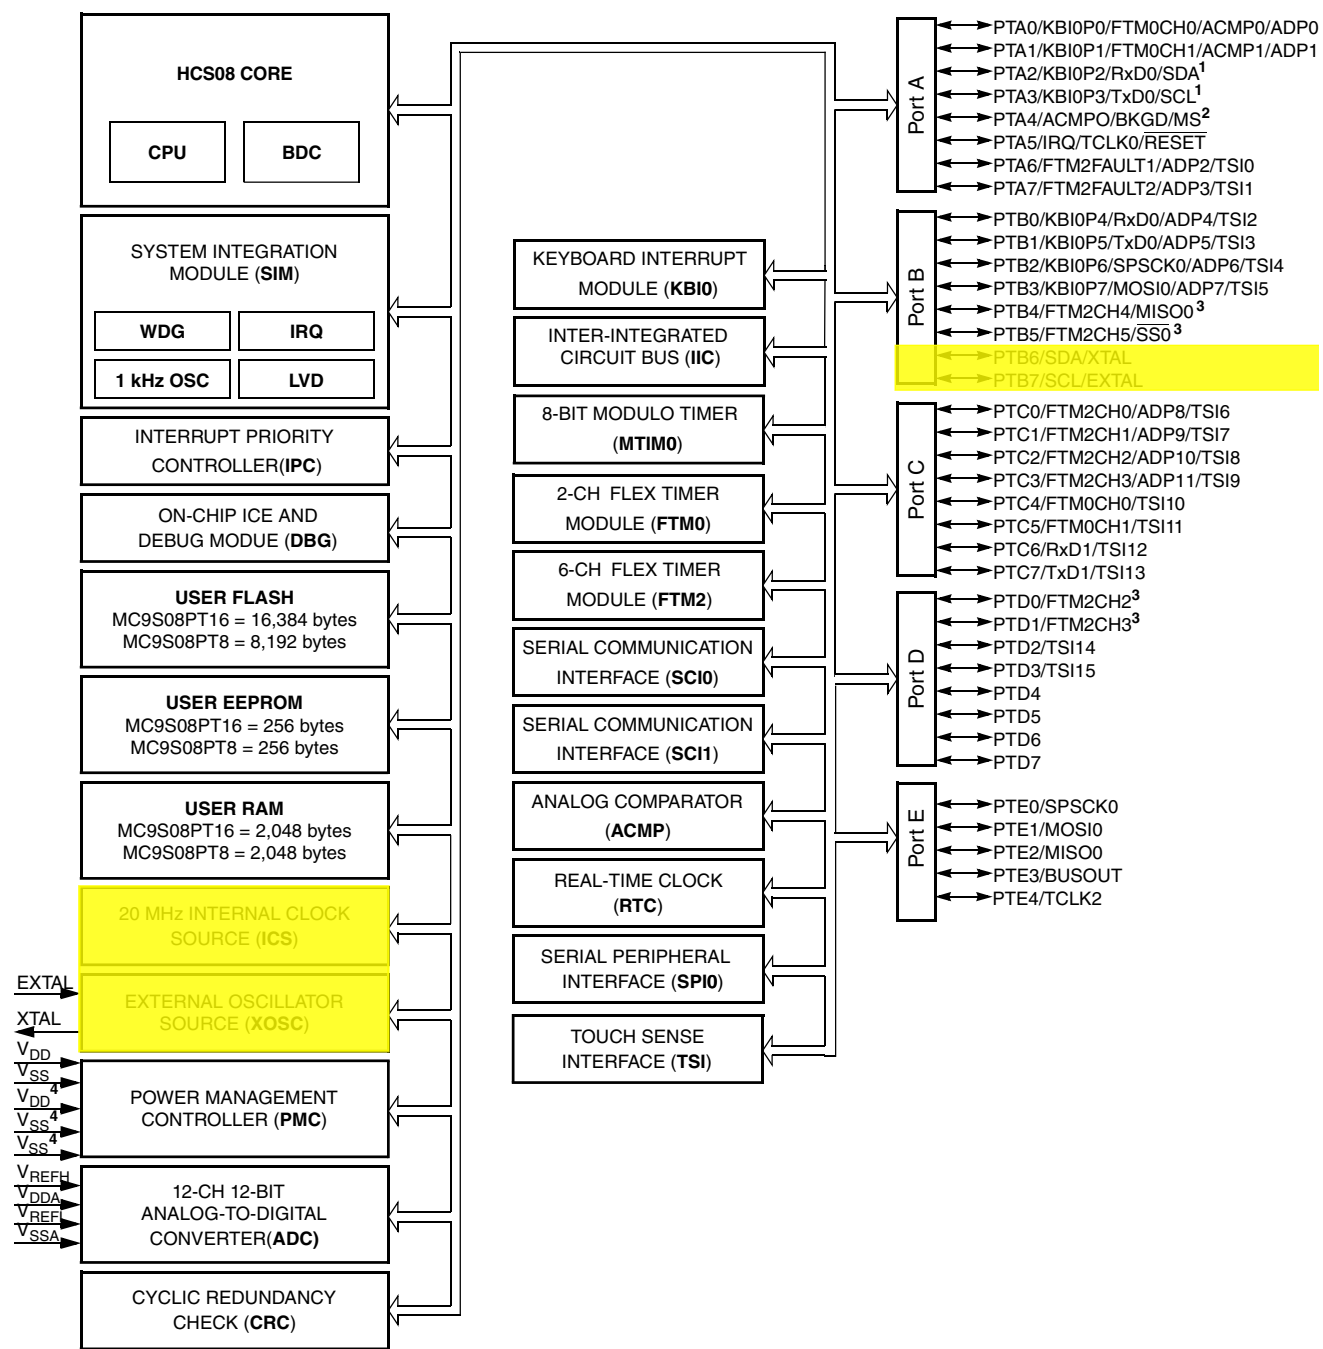 HCS08 CORE
CPU
BDC
SYSTEM INTEGRATION
MODULE (SIM)
WDG
IRQ
1 kHz OSC
LVD
INTERRUPT PRIORITY
CONTROLLER(IPC)
ON-CHIP ICE AND
DEBUG MODUE (DBG)
USER FLASH
MC9S08PT16 = 16,384 bytes
MC9S08PT8 = 8,192 bytes
USER EEPROM
MC9S08PT16 = 256 bytes
MC9S08PT8 = 256 bytes
USER RAM
MC9S08PT16 = 2,048 bytes
MC9S08PT8 = 2,048 bytes
20 MHz INTERNAL CLOCK
SOURCE (ICS)
EXTAL
XTAL
EXTERNAL OSCILLATOR
SOURCE (XOSC)
VDD
VSS
VDD4
VSS4
VSS4
POWER MANAGEMENT
CONTROLLER (PMC)
VREFH
VDDA
VREFL
VSSA
12-CH 12-BIT
ANALOG-TO-DIGITAL
CONVERTER(ADC)
CYCLIC REDUNDANCY
CHECK (CRC)
KEYBOARD INTERRUPT
MODULE (KBI0)
INTER-INTEGRATED
CIRCUIT BUS (IIC)
8-BIT MODULO TIMER
(MTIM0)
2-CH FLEX TIMER
MODULE (FTM0)
6-CH FLEX TIMER
MODULE (FTM2)
SERIAL COMMUNICATION
INTERFACE (SCI0)
SERIAL COMMUNICATION
INTERFACE (SCI1)
ANALOG COMPARATOR
(ACMP)
REAL-TIME CLOCK
(RTC)
SERIAL PERIPHERAL
INTERFACE (SPI0)
TOUCH SENSE
INTERFACE (TSI)
Port A
PTA0/KBI0P0/FTM0CH0/ACMP0/ADP0
PTA1/KBI0P1/FTM0CH1/ACMP1/ADP1
PTA2/KBI0P2/RxD0/SDA1
PTA3/KBI0P3/TxD0/SCL1
PTA4/ACMPO/BKGD/MS2
PTA5/IRQ/TCLK0/RESET
PTA6/FTM2FAULT1/ADP2/TSI0
PTA7/FTM2FAULT2/ADP3/TSI1
Port B
PTB0/KBI0P4/RxD0/ADP4/TSI2
PTB1/KBI0P5/TxD0/ADP5/TSI3
PTB2/KBI0P6/SPSCK0/ADP6/TSI4
PTB3/KBI0P7/MOSI0/ADP7/TSI5
PTB4/FTM2CH4/MISO0 3
PTB5/FTM2CH5/SS0 3
PTB6/SDA/XTAL
PTB7/SCL/EXTAL
Port C
PTC0/FTM2CH0/ADP8/TSI6
PTC1/FTM2CH1/ADP9/TSI7
PTC2/FTM2CH2/ADP10/TSI8
PTC3/FTM2CH3/ADP11/TSI9
PTC4/FTM0CH0/TSI10
PTC5/FTM0CH1/TSI11
PTC6/RxD1/TSI12
PTC7/TxD1/TSI13
Port D
PTD0/FTM2CH2 3
PTD1/FTM2CH3 3
PTD2/TSI14
PTD3/TSI15
PTD4
PTD5
PTD6
PTD7
Port E
PTE0/SPSCK0
PTE1/MOSI0
PTE2/MISO0
PTE3/BUSOUT
PTE4/TCLK2